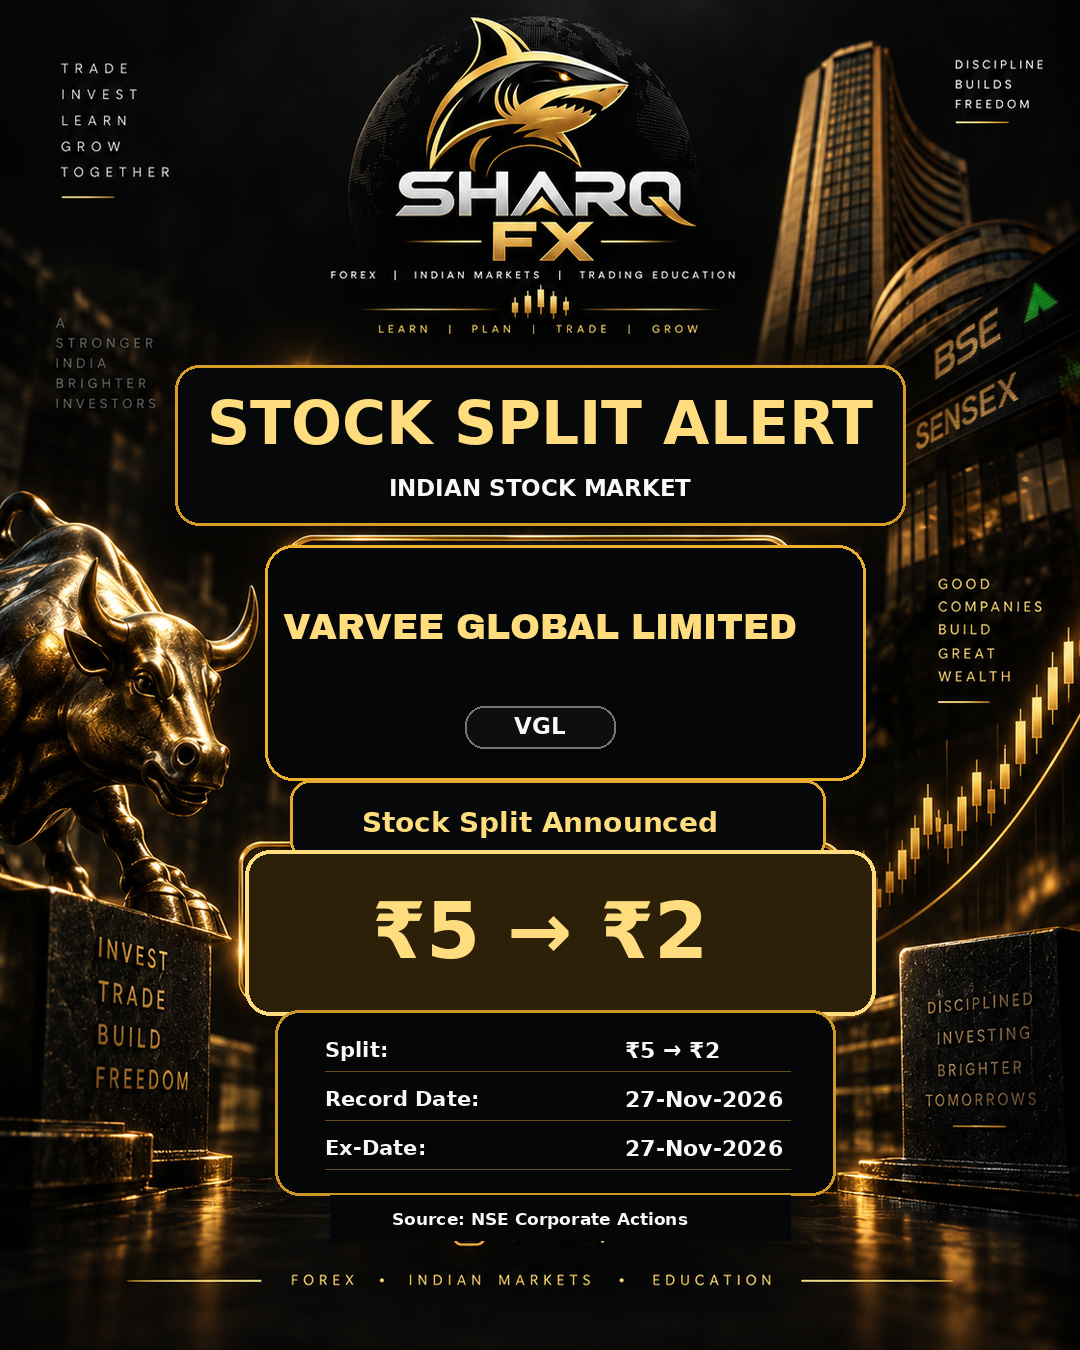 TRADE
INVEST
LEARN
GROW
TOGETHER
SHARQ
FX
FOREX | INDIAN MARKETS | TRADING EDUCATION
LEARN | PLAN | TRADE | GROW
DISCIPLINE
BUILDS
FREEDOM
A
STRONGER
INDIA
BRIGHTER
INVESTORS
BSE
SENSEX
STOCK SPLIT ALERT
INDIAN STOCK MARKET
VARVEE GLOBAL LIMITED
VGL
GOOD
COMPANIES
BUILD
GREAT
WEALTH
Stock Split Announced
₹5 → ₹2
INVEST
TRADE
BUILD
FREEDOM
DISCIPLINED
INVESTING
BRIGHTER
TOMORROWS
Split: ₹5 → ₹2
Record Date: 27-Nov-2026
Ex-Date: 27-Nov-2026
Source: NSE Corporate Actions
FOREX • INDIAN MARKETS • EDUCATION